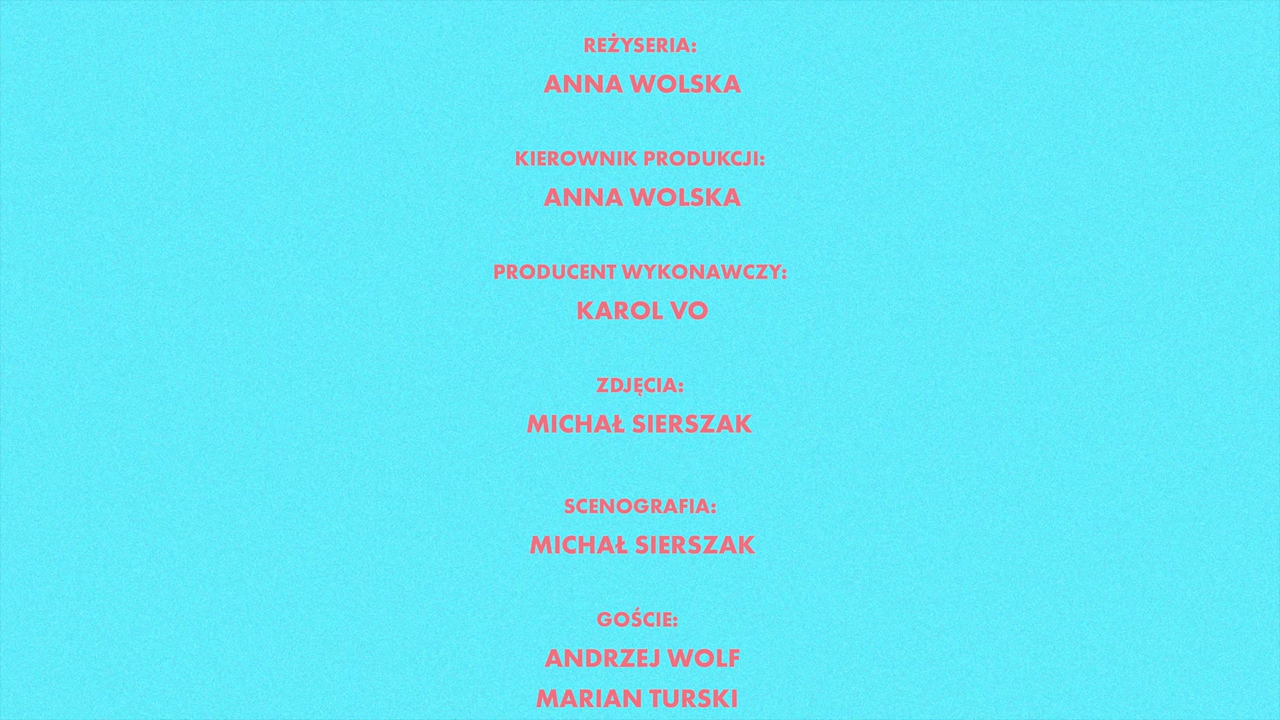 REŻYSERIA:
ANNA WOLSKA
KIEROWNIK PRODUKCJI:
ANNA WOLSKA
PRODUCENT WYKONAWCZY:
KAROL VO
ZDJĘCIA:
MICHAŁ SIERSZAK
SCENOGRAFIA:
MICHAŁ SIERSZAK
GOŚCIE:
ANDRZEJ WOLF
MARIAN TURSKI